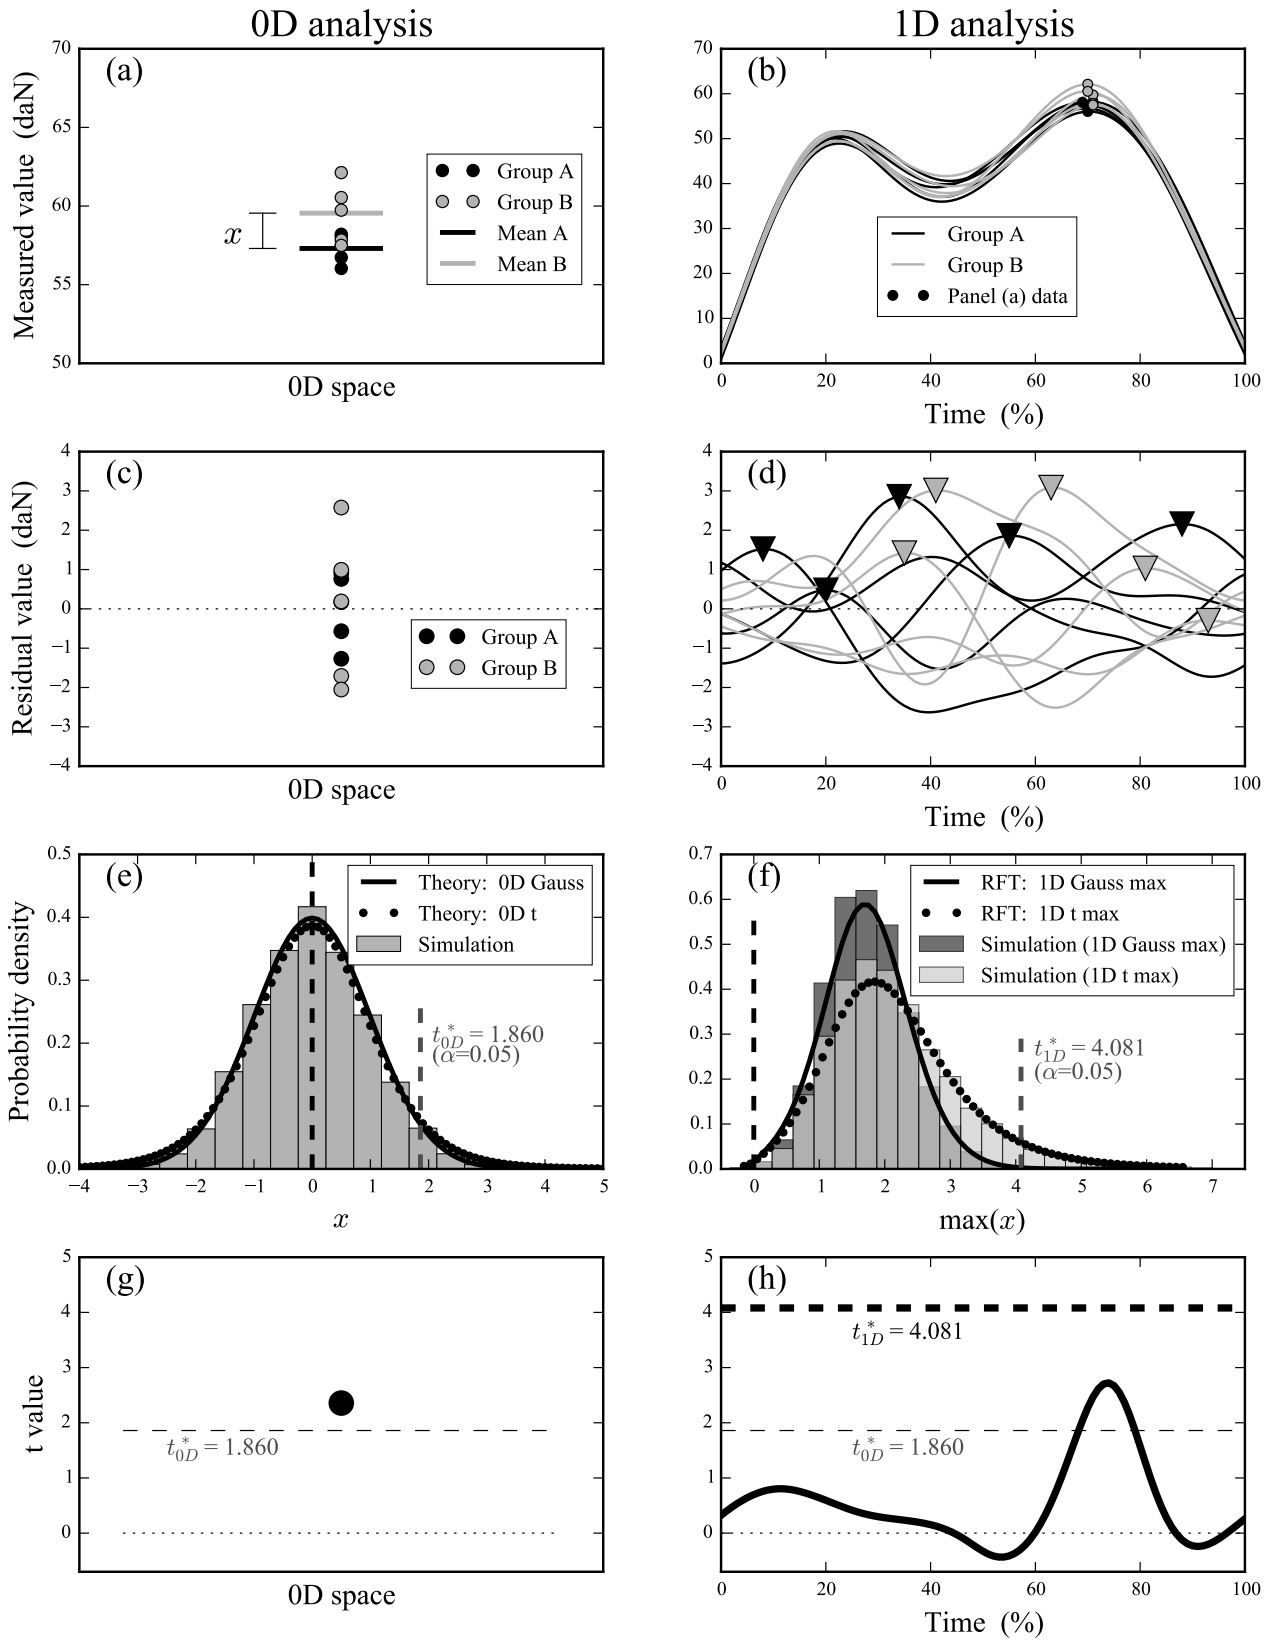 0D analysis
1D analysis
(a)
70
65
60
55
50
Measured value (daN)
x
Group A
Group B
Mean A
Mean B
0D space
(b)
70
60
50
40
30
20
10
0
Group A
Group B
Panel (a) data
0 20 40 60 80 100
Time (%)
(c)
4
3
2
1
0
−1
−2
−3
−4
Residual value (daN)
Group A
Group B
0D space
(d)
4
3
2
1
0
−1
−2
−3
−4
0 20 40 60 80 100
Time (%)
(e)
0.5
0.4
0.3
0.2
0.1
0.0
Probability density
Theory: 0D Gauss
Theory: 0D t
Simulation
t*0D = 1.860
(α=0.05)
−4 −3 −2 −1 0 1 2 3 4 5
x
(f)
0.7
0.6
0.5
0.4
0.3
0.2
0.1
0.0
RFT: 1D Gauss max
RFT: 1D t max
Simulation (1D Gauss max)
Simulation (1D t max)
t*1D = 4.081
(α=0.05)
0 1 2 3 4 5 6 7
max(x)
(g)
5
4
3
2
1
0
t value
t*0D = 1.860
0D space
(h)
5
4
3
2
1
0
t*1D = 4.081
t*0D = 1.860
0 20 40 60 80 100
Time (%)